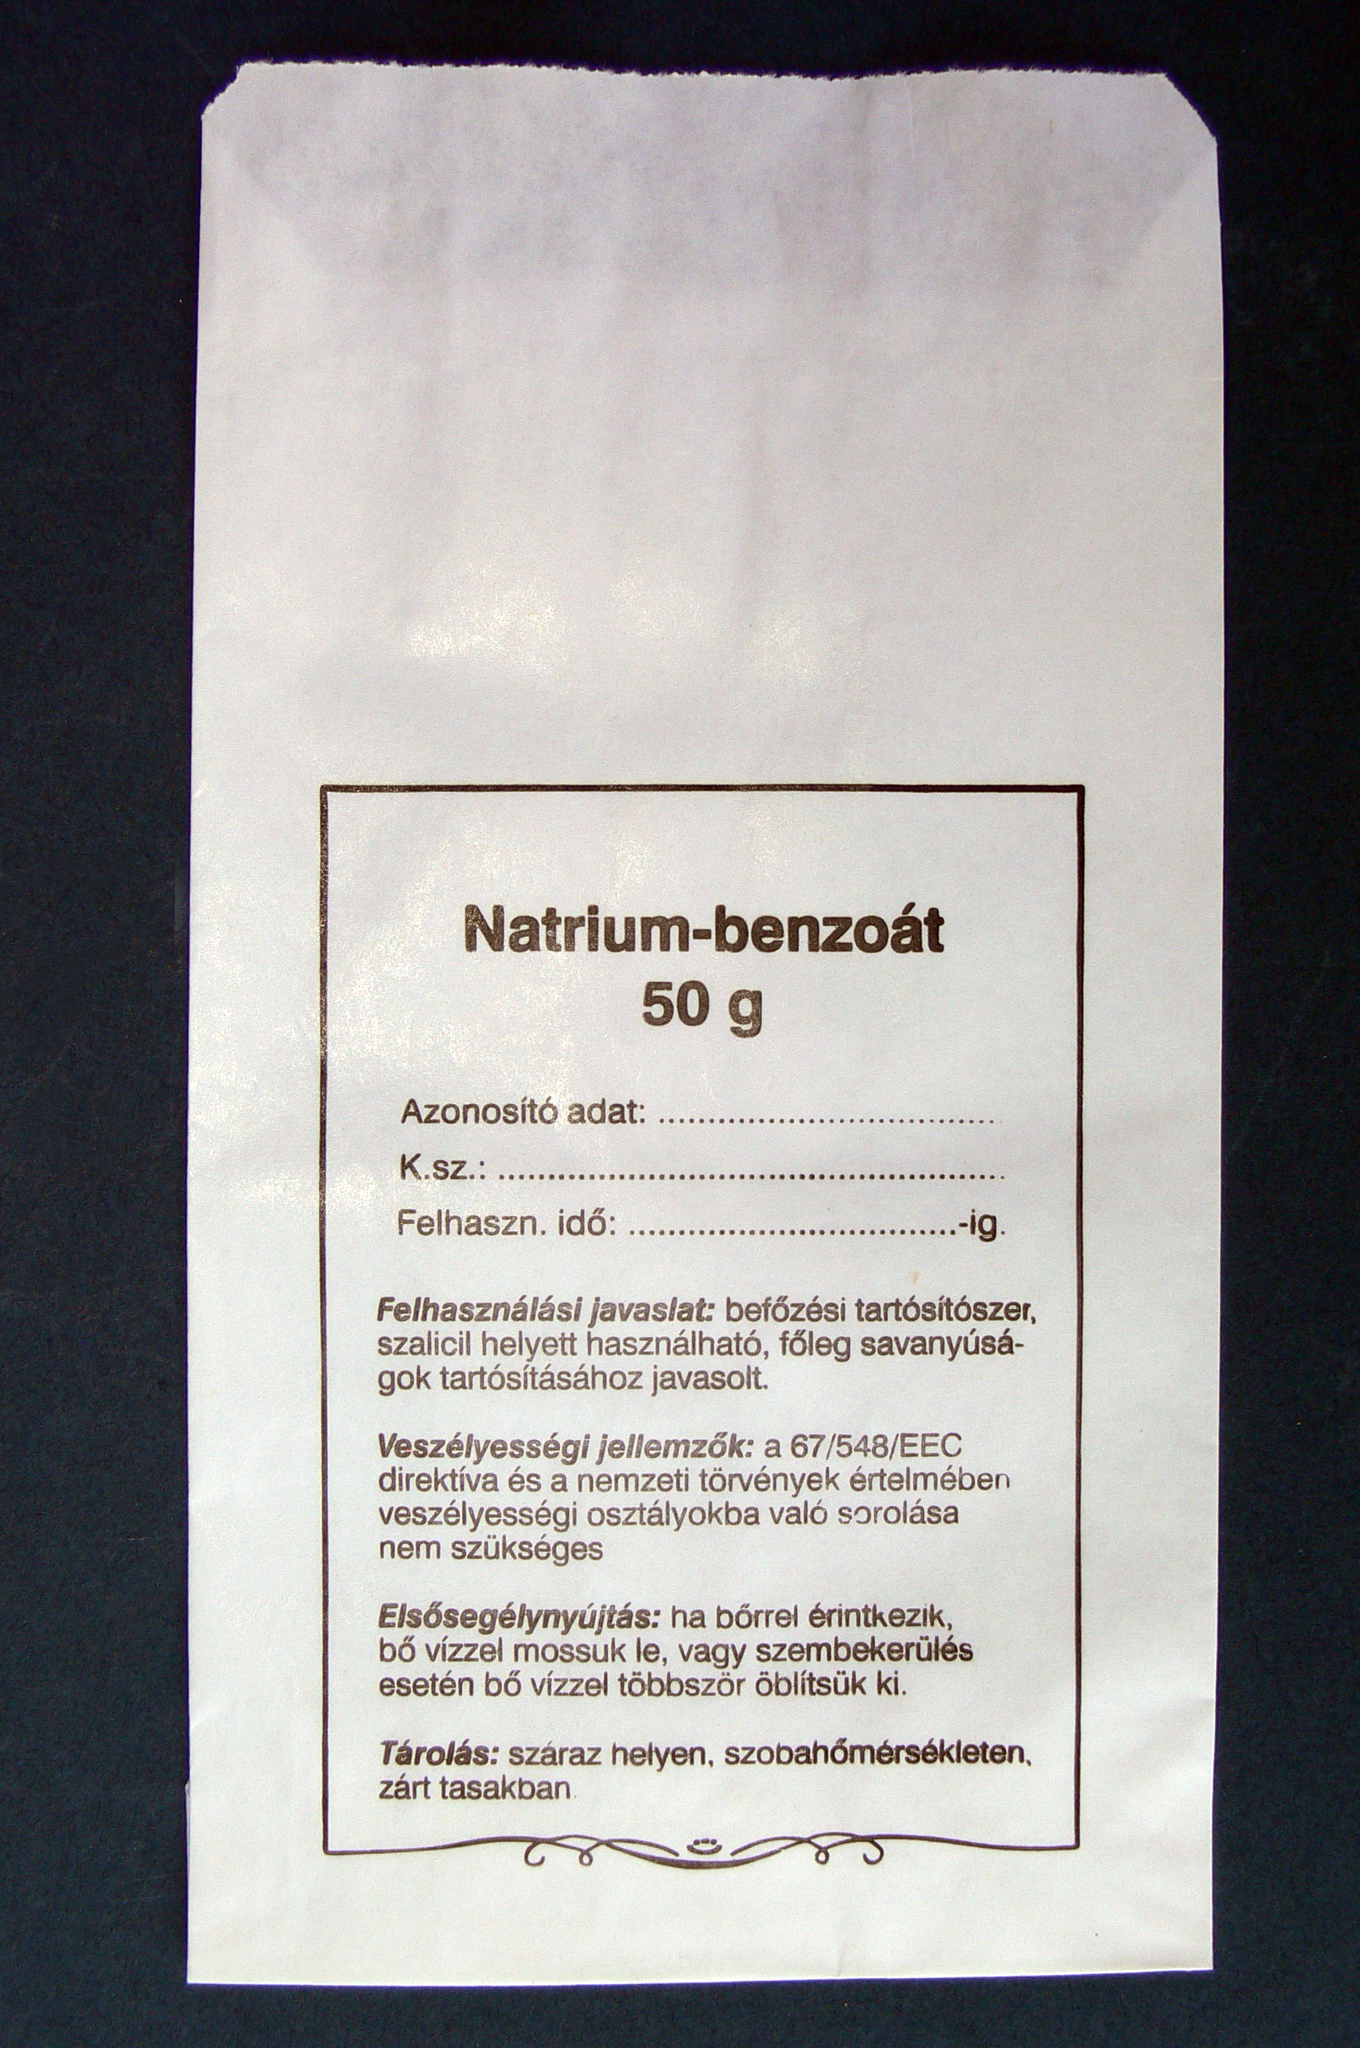 Natrium-benzoát
50 g
Azonosító adat: ..................................
K.sz.: ...................................................
Felhaszn. idő: .................................-ig.
Felhasználási javaslat: befőzési tartósítószer,
szalicil helyett használható, főleg savanyúsá-
gok tartósításához javasolt.
Veszélyességi jellemzők: a 67/548/EEC
direktíva és a nemzeti törvények értelmében
veszélyességi osztályokba való sorolása
nem szükséges
Elsősegélynyújtás: ha bőrrel érintkezik,
bő vízzel mossuk le, vagy szembekerülés
esetén bő vízzel többször öblítsük ki.
Tárolás: száraz helyen, szobahőmérsékleten,
zárt tasakban.